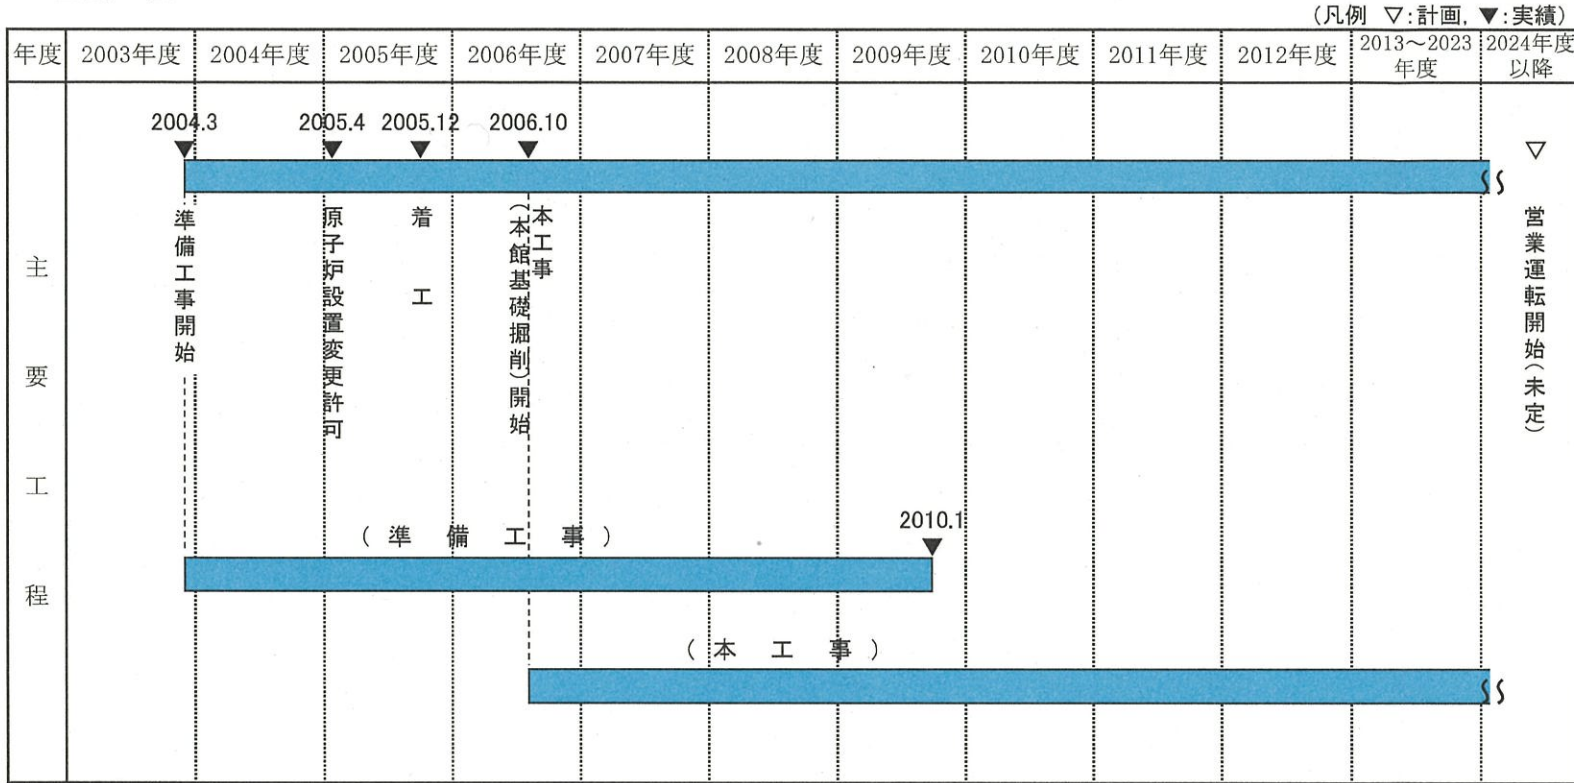 (凡例 ▽:計画, ▼:実績)
年度
2003年度
2004年度
2005年度
2006年度
2007年度
2008年度
2009年度
2010年度
2011年度
2012年度
2013～2023
年度
2024年度
以降
主要工程
2004.3
2005.4
2005.12
2006.10
▼
▼
▼
▼
▽
準備工事開始
原子炉設置変更許可
着工
本工事
(本館基礎掘削)開始
営業運転開始(未定)
(準備工事)
2010.1
▼
(本工事)